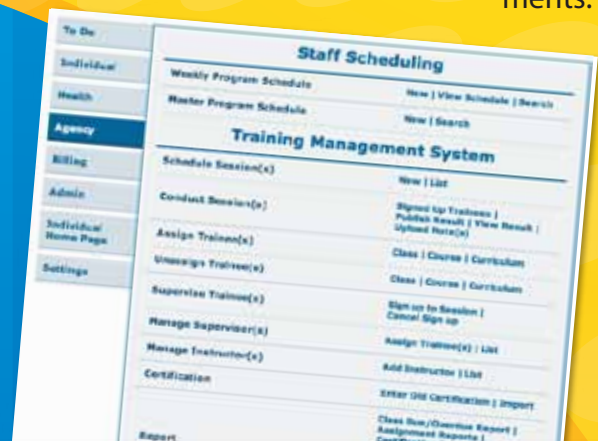 ments.
To Do
Individual
Health
Agency
Billing
Admin
Individual
Home Page
Settings
Staff Scheduling
Weekly Program Schedule
New | View Schedule | Search
Master Program Schedule
New | Search
Training Management System
Schedule Session(s)
New | List
Conduct Session(s)
Signed Up Trainees |
Publish Result | View Result |
Upload Note(s)
Assign Trainee(s)
Class | Course | Curriculum
Unassign Trainee(s)
Class | Course | Curriculum
Supervise Trainee(s)
Sign up to Session |
Cancel Sign up
Manage Supervisor(s)
Assign Trainee(s) | List
Manage Instructor(s)
Add Instructor | List
Certification
Enter Old Certification | Import
Report
Class Due/Overdue Report |
Assignment Reports |